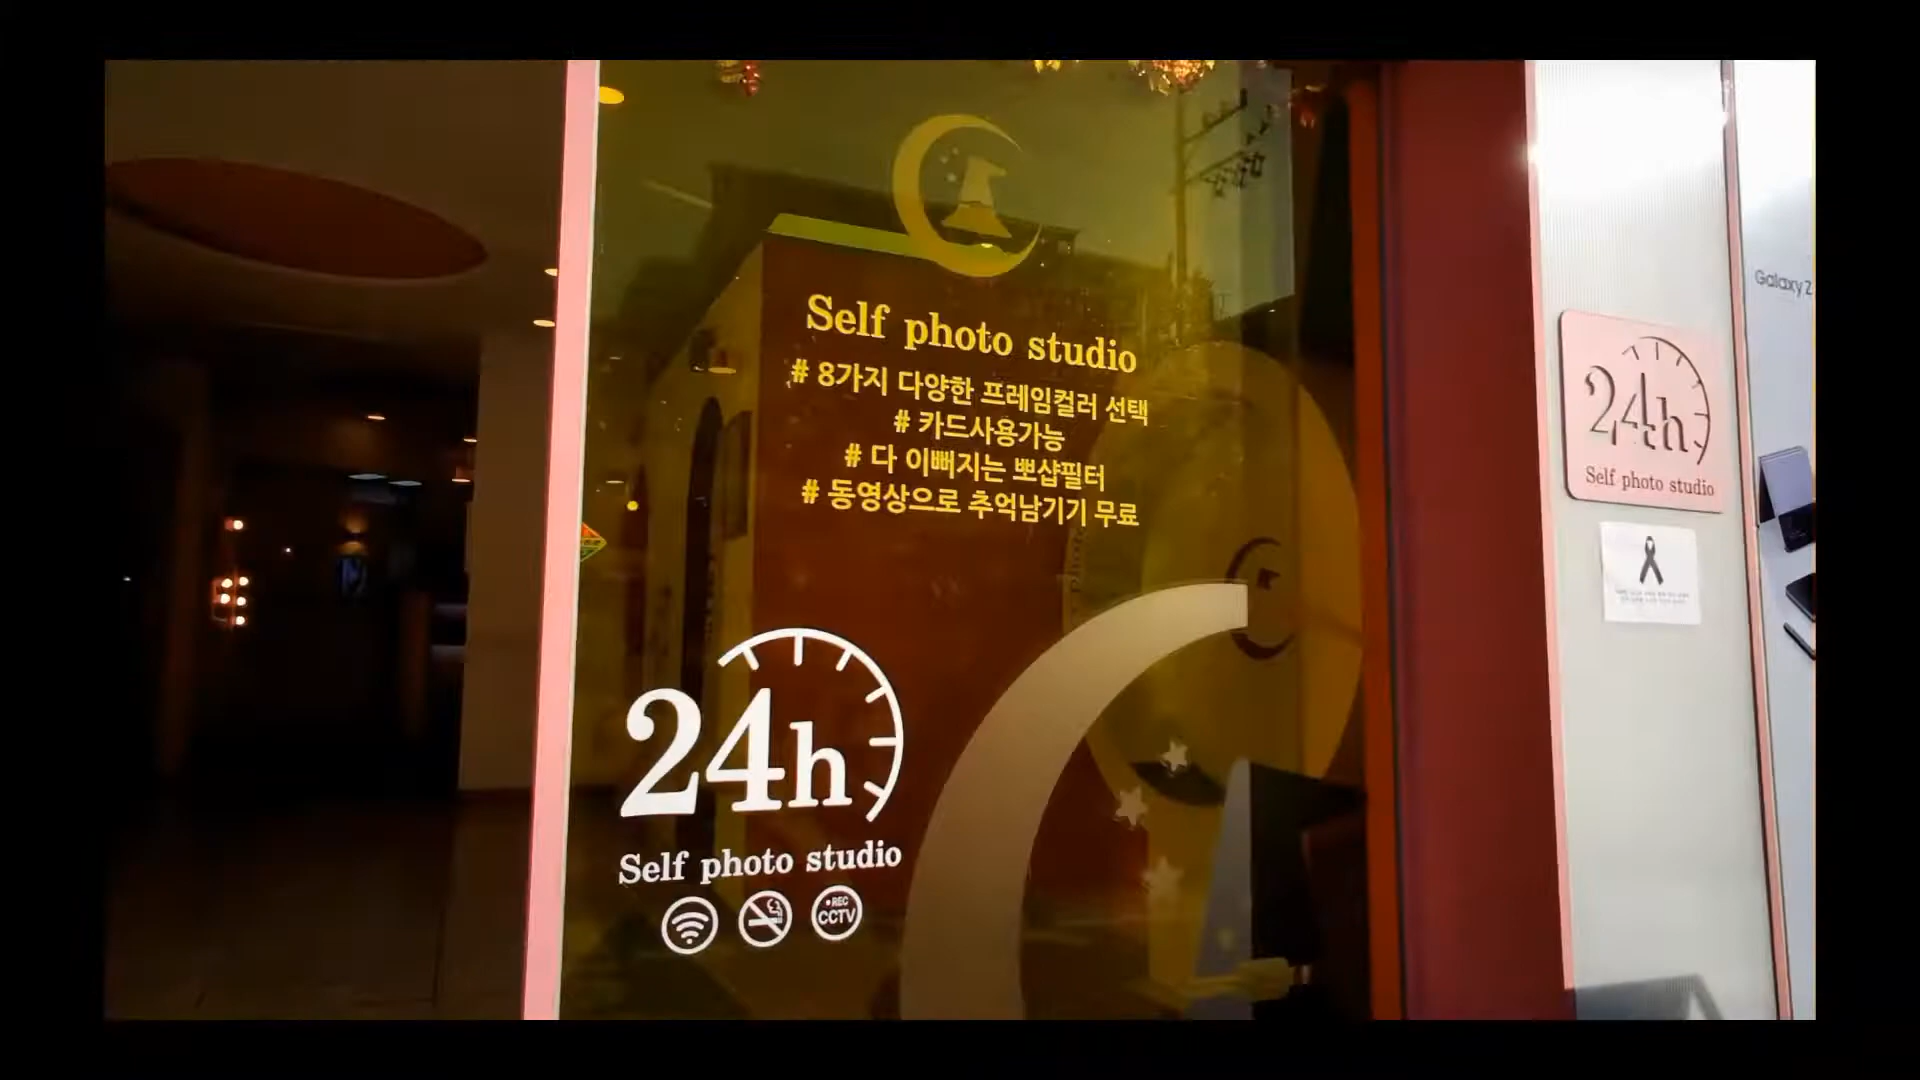 Self photo studio
# 8가지 다양한 프레임컬러 선택
# 카드사용가능
# 다 이뻐지는 뽀샵필터
# 동영상으로 추억남기기 무료
24h
Self photo studio
REC
CCTV
Galaxy Z
24h
Self photo studio